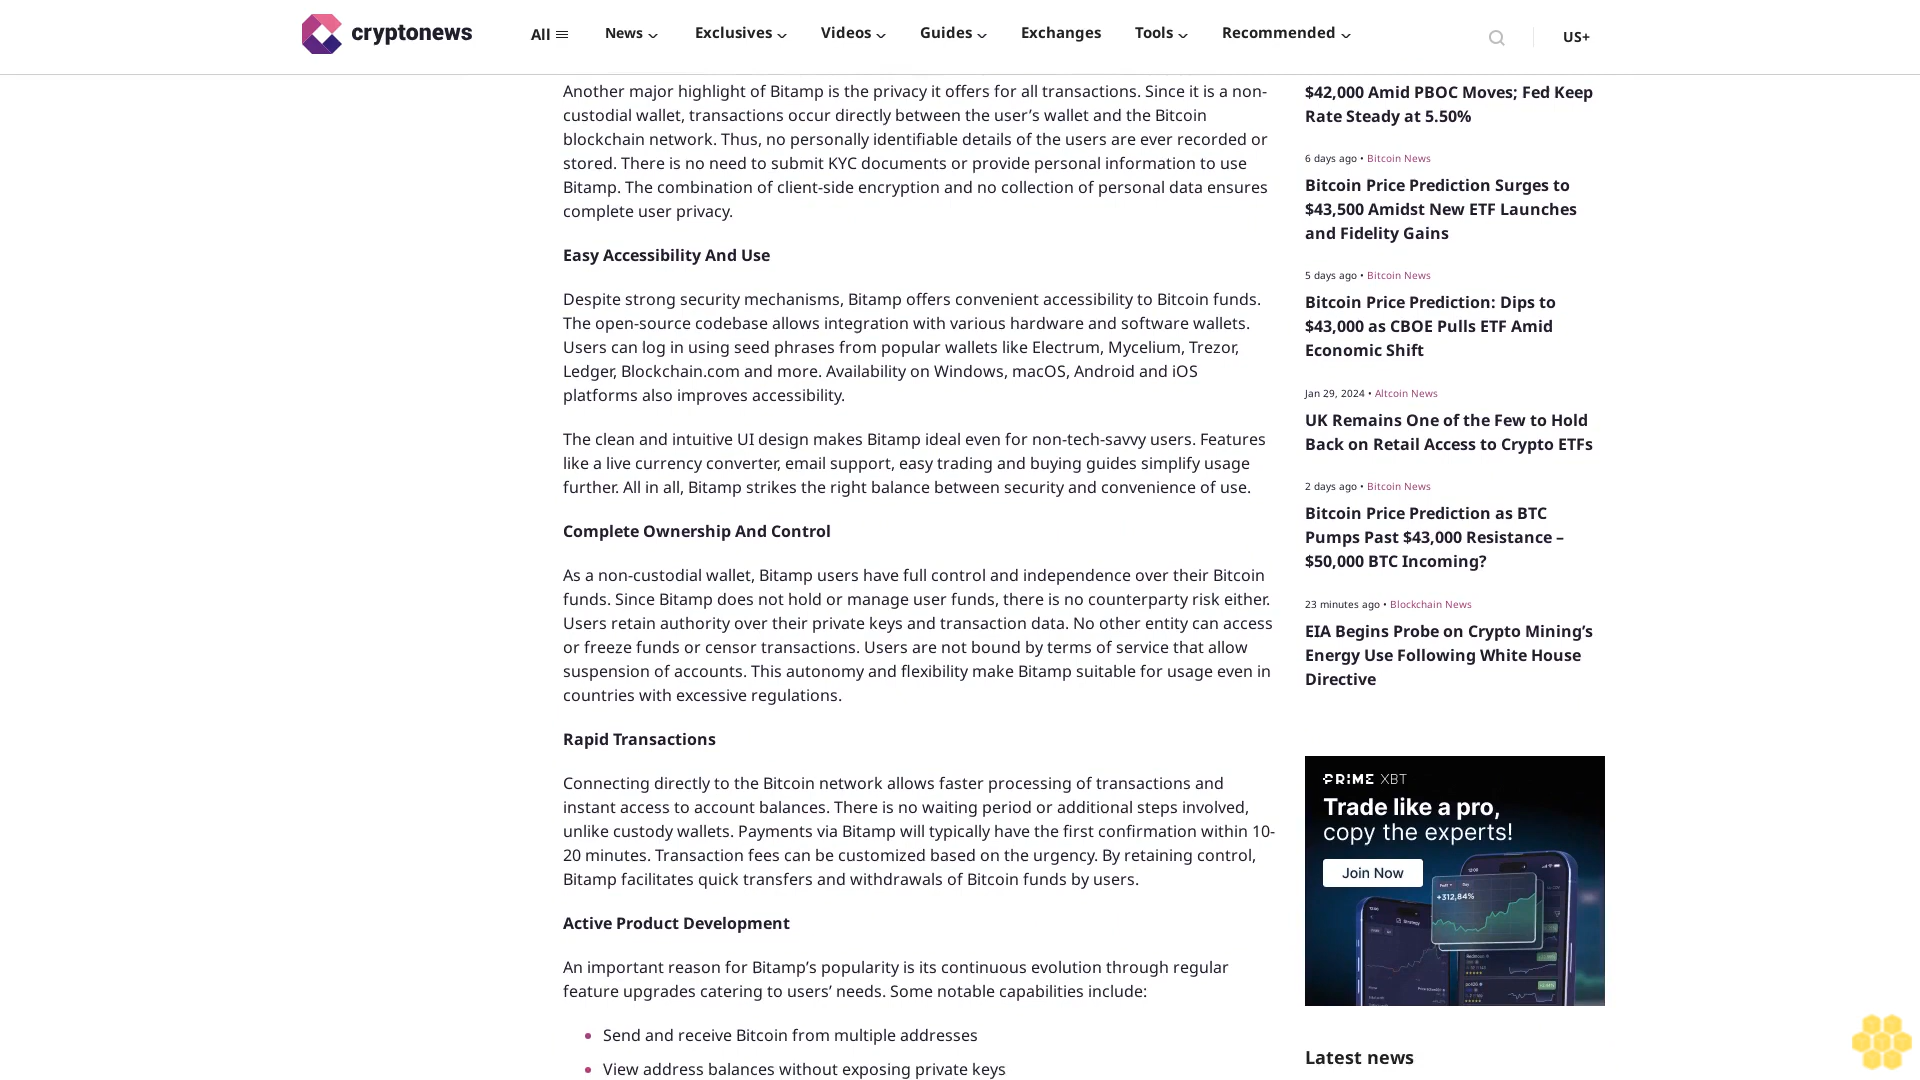 cryptonews
All
News
Exclusives
Videos
Guides
Exchanges
Tools
Recommended
US+
Another major highlight of Bitamp is the privacy it offers for all transactions. Since it is a non-
custodial wallet, transactions occur directly between the user’s wallet and the Bitcoin
blockchain network. Thus, no personally identifiable details of the users are ever recorded or
stored. There is no need to submit KYC documents or provide personal information to use
Bitamp. The combination of client-side encryption and no collection of personal data ensures
complete user privacy.
Easy Accessibility And Use
Despite strong security mechanisms, Bitamp offers convenient accessibility to Bitcoin funds.
The open-source codebase allows integration with various hardware and software wallets.
Users can log in using seed phrases from popular wallets like Electrum, Mycelium, Trezor,
Ledger, Blockchain.com and more. Availability on Windows, macOS, Android and iOS
platforms also improves accessibility.
The clean and intuitive UI design makes Bitamp ideal even for non-tech-savvy users. Features
like a live currency converter, email support, easy trading and buying guides simplify usage
further. All in all, Bitamp strikes the right balance between security and convenience of use.
Complete Ownership And Control
As a non-custodial wallet, Bitamp users have full control and independence over their Bitcoin
funds. Since Bitamp does not hold or manage user funds, there is no counterparty risk either.
Users retain authority over their private keys and transaction data. No other entity can access
or freeze funds or censor transactions. Users are not bound by terms of service that allow
suspension of accounts. This autonomy and flexibility make Bitamp suitable for usage even in
countries with excessive regulations.
Rapid Transactions
Connecting directly to the Bitcoin network allows faster processing of transactions and
instant access to account balances. There is no waiting period or additional steps involved,
unlike custody wallets. Payments via Bitamp will typically have the first confirmation within 10-
20 minutes. Transaction fees can be customized based on the urgency. By retaining control,
Bitamp facilitates quick transfers and withdrawals of Bitcoin funds by users.
Active Product Development
An important reason for Bitamp’s popularity is its continuous evolution through regular
feature upgrades catering to users’ needs. Some notable capabilities include:
• Send and receive Bitcoin from multiple addresses
• View address balances without exposing private keys
$42,000 Amid PBOC Moves; Fed Keep
Rate Steady at 5.50%
6 days ago • Bitcoin News
Bitcoin Price Prediction Surges to
$43,500 Amidst New ETF Launches
and Fidelity Gains
5 days ago • Bitcoin News
Bitcoin Price Prediction: Dips to
$43,000 as CBOE Pulls ETF Amid
Economic Shift
Jan 29, 2024 • Altcoin News
UK Remains One of the Few to Hold
Back on Retail Access to Crypto ETFs
2 days ago • Bitcoin News
Bitcoin Price Prediction as BTC
Pumps Past $43,000 Resistance –
$50,000 BTC Incoming?
23 minutes ago • Blockchain News
EIA Begins Probe on Crypto Mining’s
Energy Use Following White House
Directive
PRIME XBT
Trade like a pro,
copy the experts!
Join Now
+312,84%
Strategy
Latest news